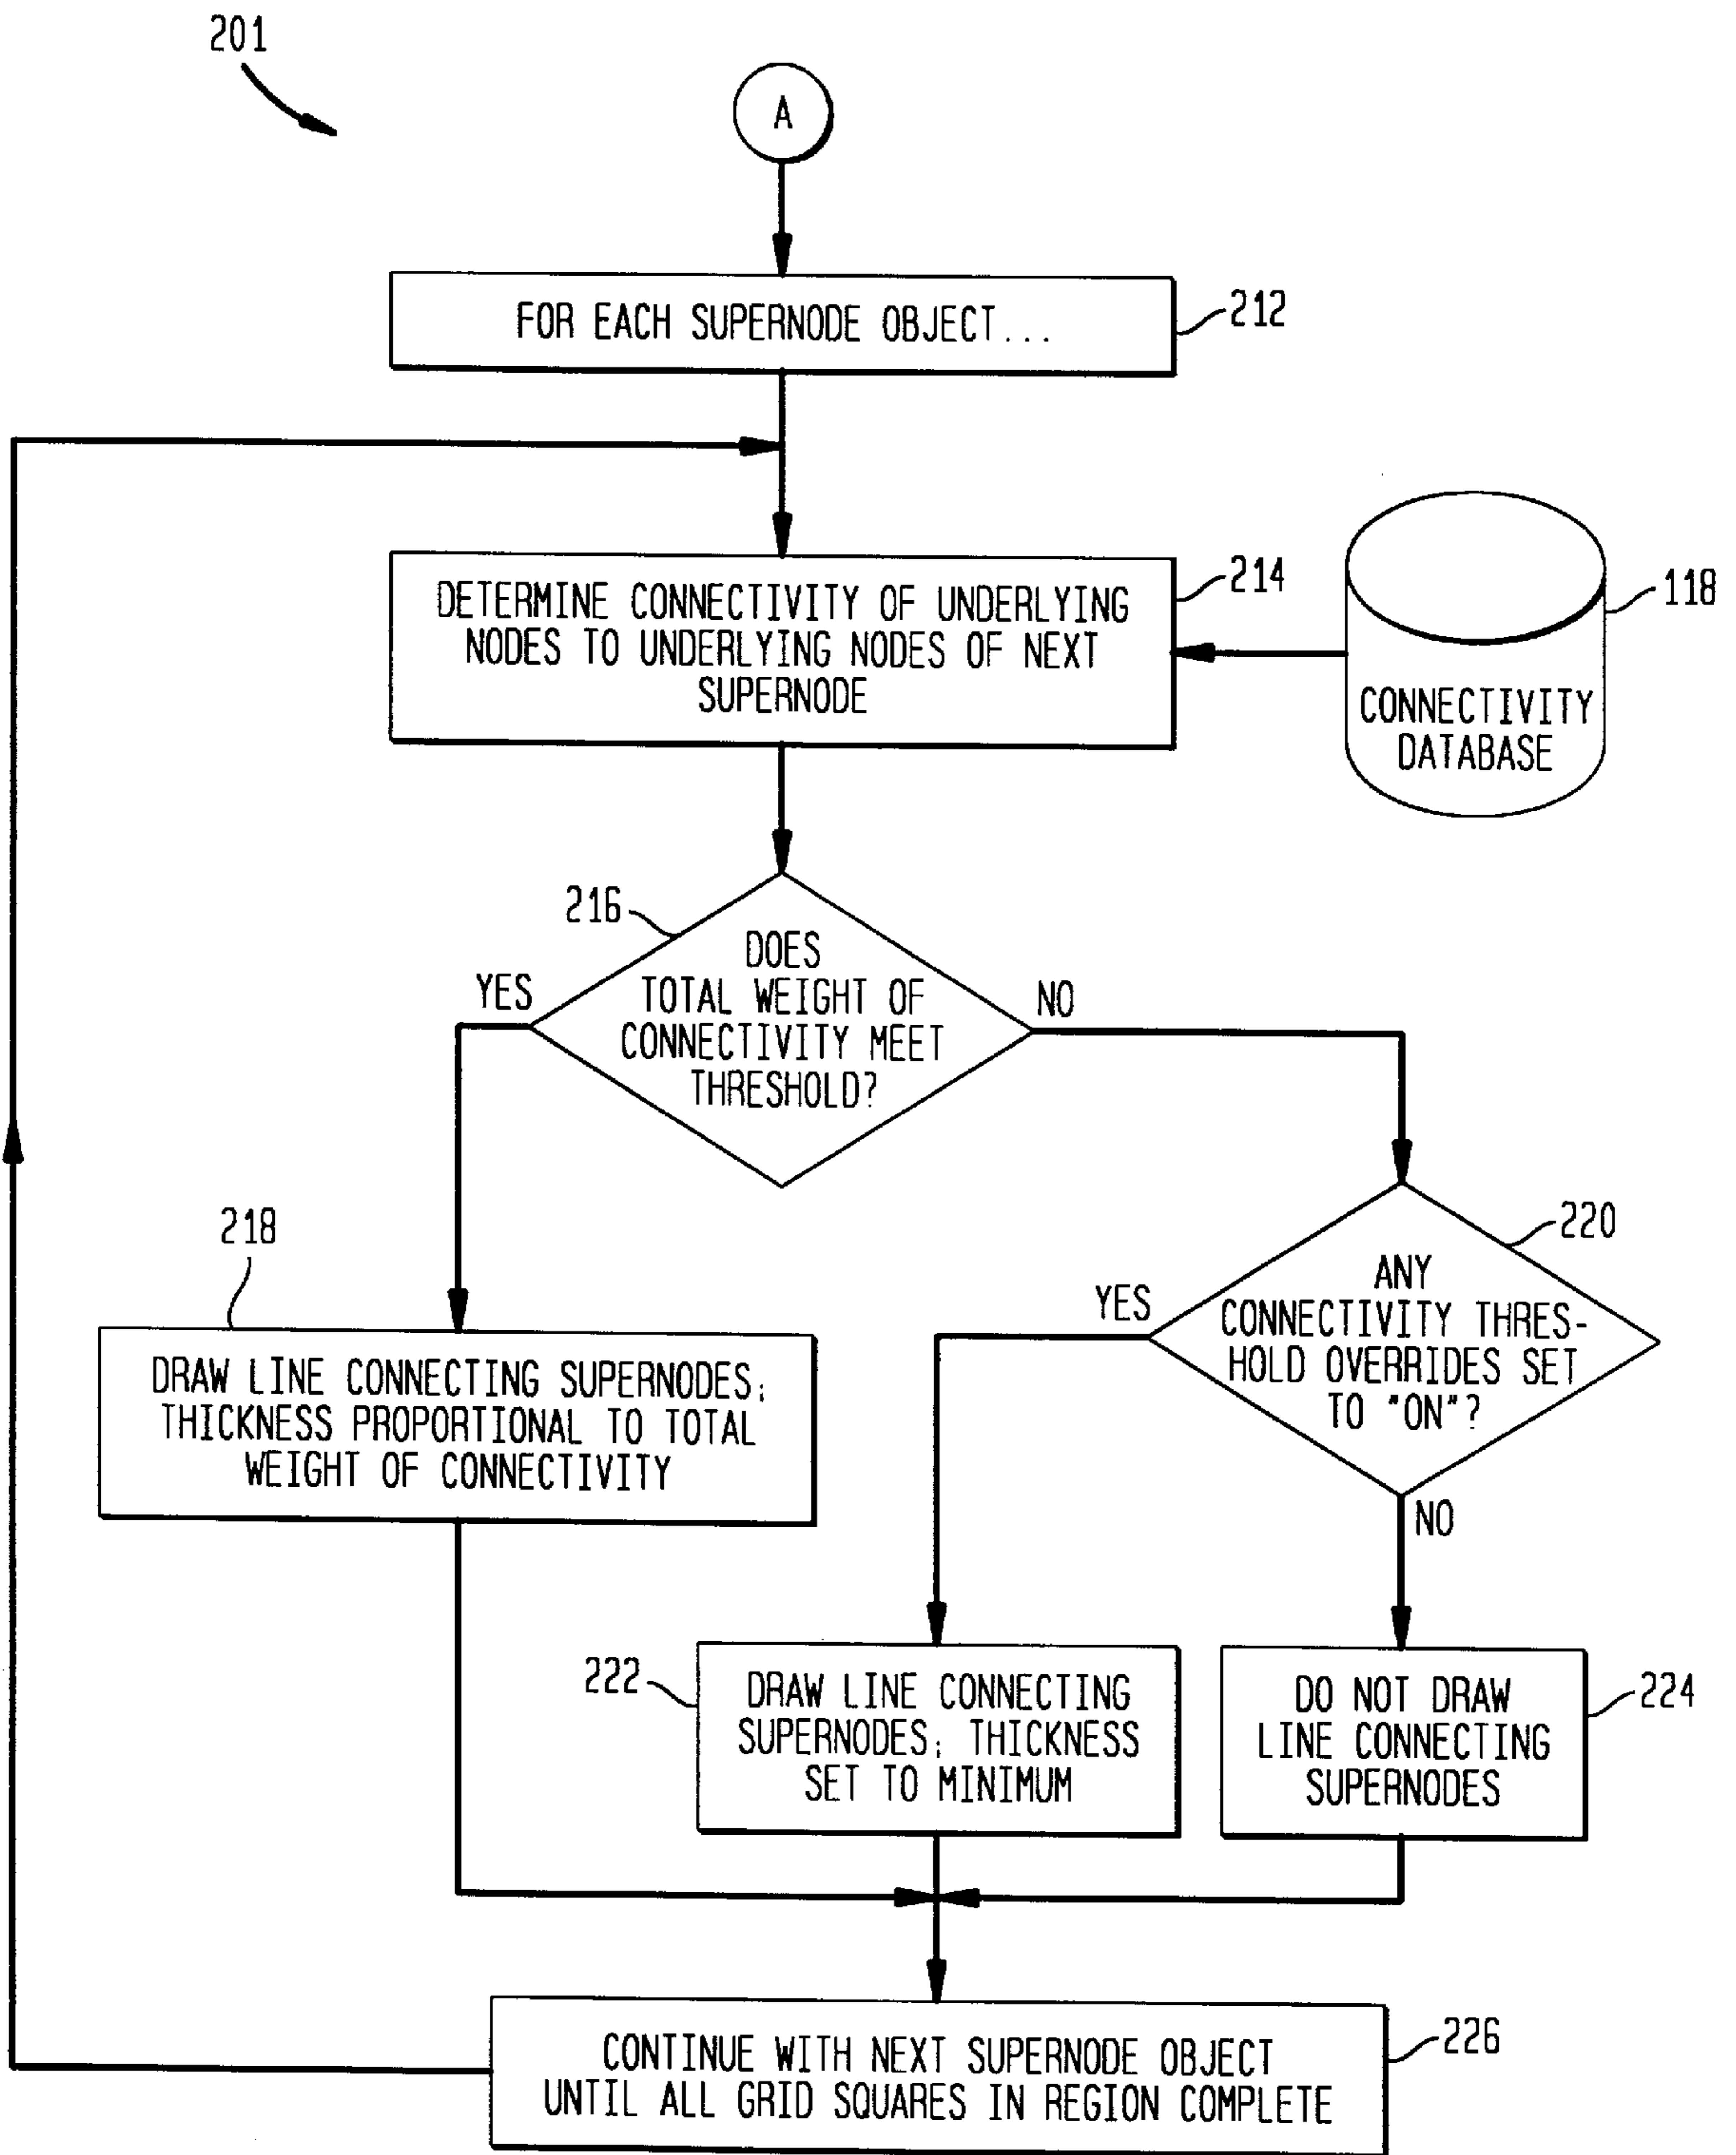 201
A
FOR EACH SUPERNODE OBJECT...
212
DETERMINE CONNECTIVITY OF UNDERLYING
NODES TO UNDERLYING NODES OF NEXT
SUPERNODE
214
118
CONNECTIVITY
DATABASE
216
DOES
TOTAL WEIGHT OF
CONNECTIVITY MEET
THRESHOLD?
YES
NO
218
DRAW LINE CONNECTING SUPERNODES;
THICKNESS PROPORTIONAL TO TOTAL
WEIGHT OF CONNECTIVITY
220
ANY
CONNECTIVITY THRES-
HOLD OVERRIDES SET
TO "ON"?
YES
NO
222
DRAW LINE CONNECTING
SUPERNODES; THICKNESS
SET TO MINIMUM
DO NOT DRAW
LINE CONNECTING
SUPERNODES
224
CONTINUE WITH NEXT SUPERNODE OBJECT
UNTIL ALL GRID SQUARES IN REGION COMPLETE
226